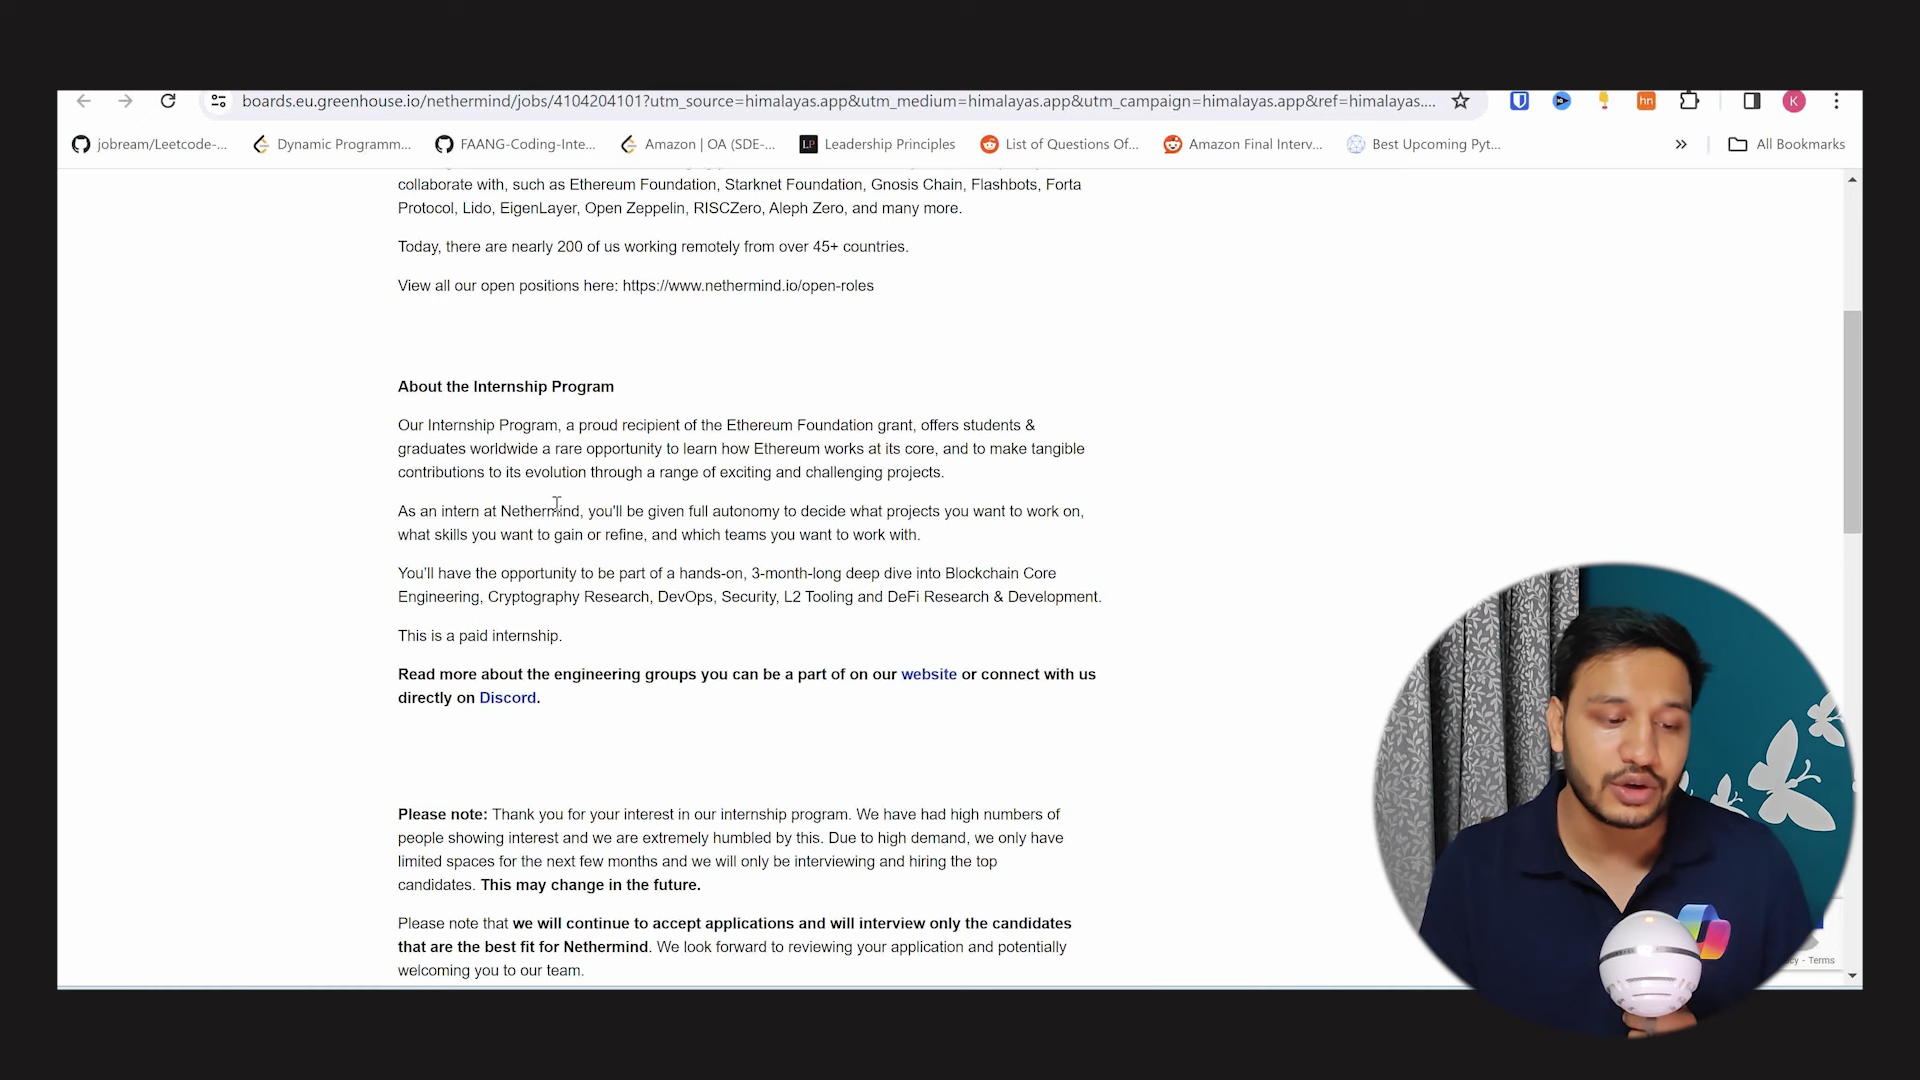 boards.eu.greenhouse.io/nethermind/jobs/4104204101?utm_source=himalayas.app&utm_medium=himalayas.app&utm_campaign=himalayas.app&ref=himalayas....
hn
K
jobream/Leetcode-...
Dynamic Programm...
FAANG-Coding-Inte...
Amazon | OA (SDE-...
LP
Leadership Principles
List of Questions Of...
Amazon Final Interv...
Best Upcoming Pyt...
All Bookmarks
collaborate with, such as Ethereum Foundation, Starknet Foundation, Gnosis Chain, Flashbots, Forta
Protocol, Lido, EigenLayer, Open Zeppelin, RISCZero, Aleph Zero, and many more.
Today, there are nearly 200 of us working remotely from over 45+ countries.
View all our open positions here: https://www.nethermind.io/open-roles
About the Internship Program
Our Internship Program, a proud recipient of the Ethereum Foundation grant, offers students &
graduates worldwide a rare opportunity to learn how Ethereum works at its core, and to make tangible
contributions to its evolution through a range of exciting and challenging projects.
As an intern at Nethermind, you'll be given full autonomy to decide what projects you want to work on,
what skills you want to gain or refine, and which teams you want to work with.
You'll have the opportunity to be part of a hands-on, 3-month-long deep dive into Blockchain Core
Engineering, Cryptography Research, DevOps, Security, L2 Tooling and DeFi Research & Development.
This is a paid internship.
Read more about the engineering groups you can be a part of on our website or connect with us
directly on Discord.
Please note: Thank you for your interest in our internship program. We have had high numbers of
people showing interest and we are extremely humbled by this. Due to high demand, we only have
limited spaces for the next few months and we will only be interviewing and hiring the top
candidates. This may change in the future.
Please note that we will continue to accept applications and will interview only the candidates
that are the best fit for Nethermind. We look forward to reviewing your application and potentially
welcoming you to our team.
- Terms